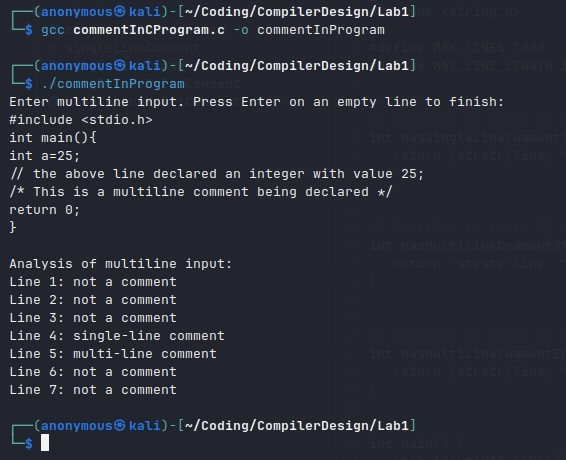 ┌──(anonymous㉿kali)-[~/Coding/CompilerDesign/Lab1]
└─$ gcc commentInCProgram.c -o commentInProgram
┌──(anonymous㉿kali)-[~/Coding/CompilerDesign/Lab1]
└─$ ./commentInProgram
Enter multiline input. Press Enter on an empty line to finish:
#include <stdio.h>
int main(){
int a=25;
// the above line declared an integer with value 25;
/* This is a multiline comment being declared */
return 0;
}
Analysis of multiline input:
Line 1: not a comment
Line 2: not a comment
Line 3: not a comment
Line 4: single-line comment
Line 5: multi-line comment
Line 6: not a comment
Line 7: not a comment
┌──(anonymous㉿kali)-[~/Coding/CompilerDesign/Lab1]
└─$